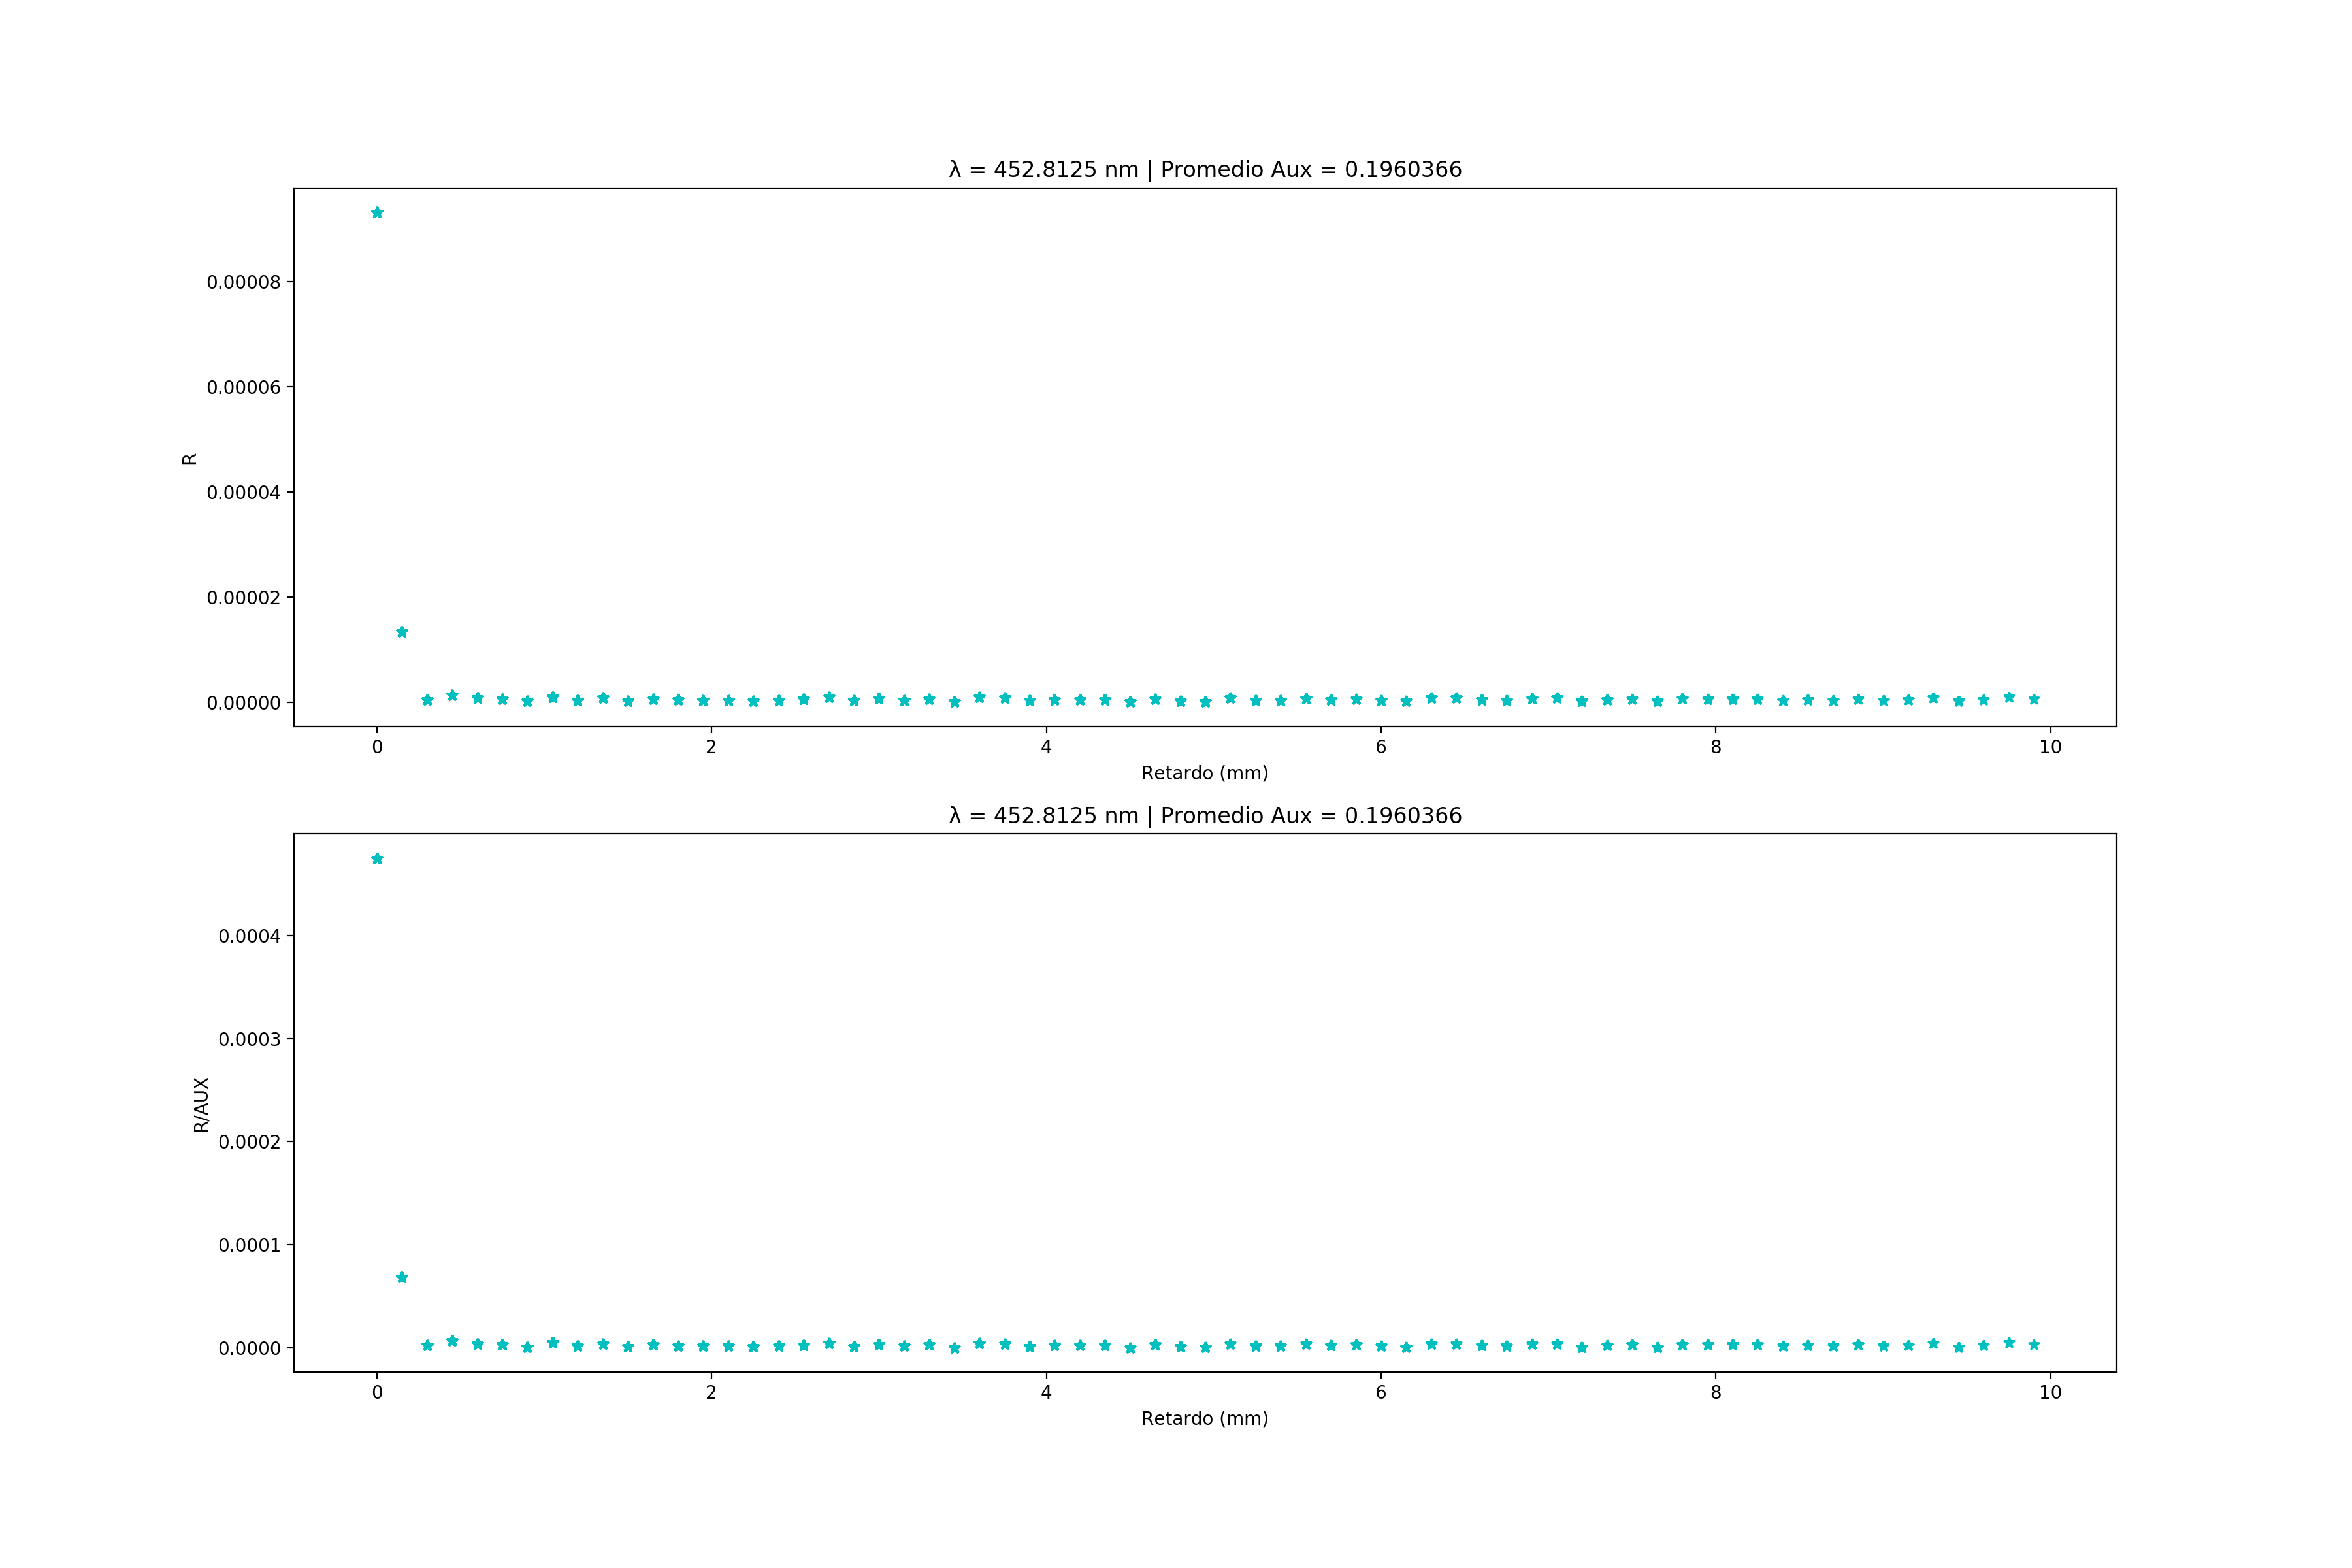 λ = 452.8125 nm | Promedio Aux = 0.1960366
0.00008
0.00006
0.00004
0.00002
0.00000
R
0 2 4 6 8 10
Retardo (mm)
λ = 452.8125 nm | Promedio Aux = 0.1960366
0.0004
0.0003
0.0002
0.0001
0.0000
R/AUX
0 2 4 6 8 10
Retardo (mm)